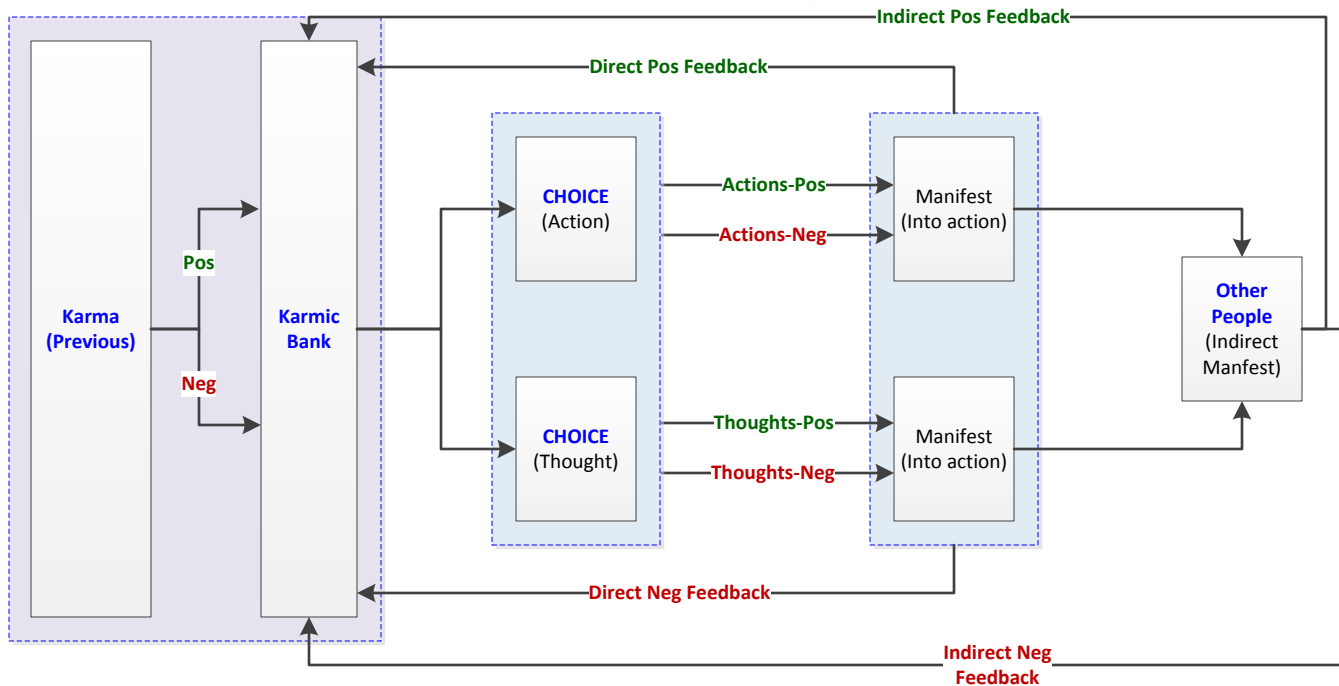 Indirect Pos Feedback
Direct Pos Feedback
Karma
(Previous)
Pos
Neg
Karmic
Bank
CHOICE
(Action)
Actions-Pos
Actions-Neg
Manifest
(Into action)
Other
People
(Indirect
Manfest)
CHOICE
(Thought)
Thoughts-Pos
Thoughts-Neg
Manifest
(Into action)
Direct Neg Feedback
Indirect Neg
Feedback